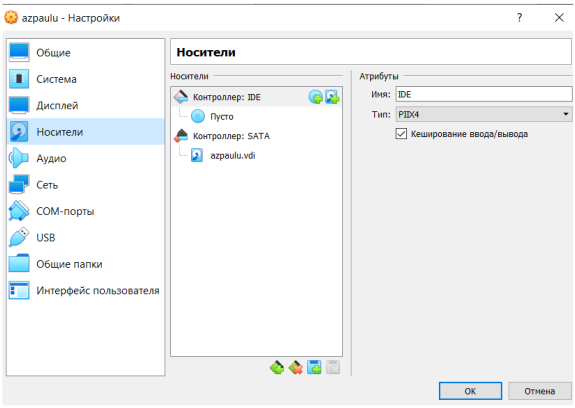 azpaulu - Настройки
?
Общие
Система
Дисплей
Носители
Аудио
Сеть
COM-порты
USB
Общие папки
Интерфейс пользователя
Носители
Носители
Контроллер: IDE
Пусто
Контроллер: SATA
azpaulu.vdi
Атрибуты
Имя: IDE
Тип: PIIX4
Кеширование ввода/вывода
OK Отмена